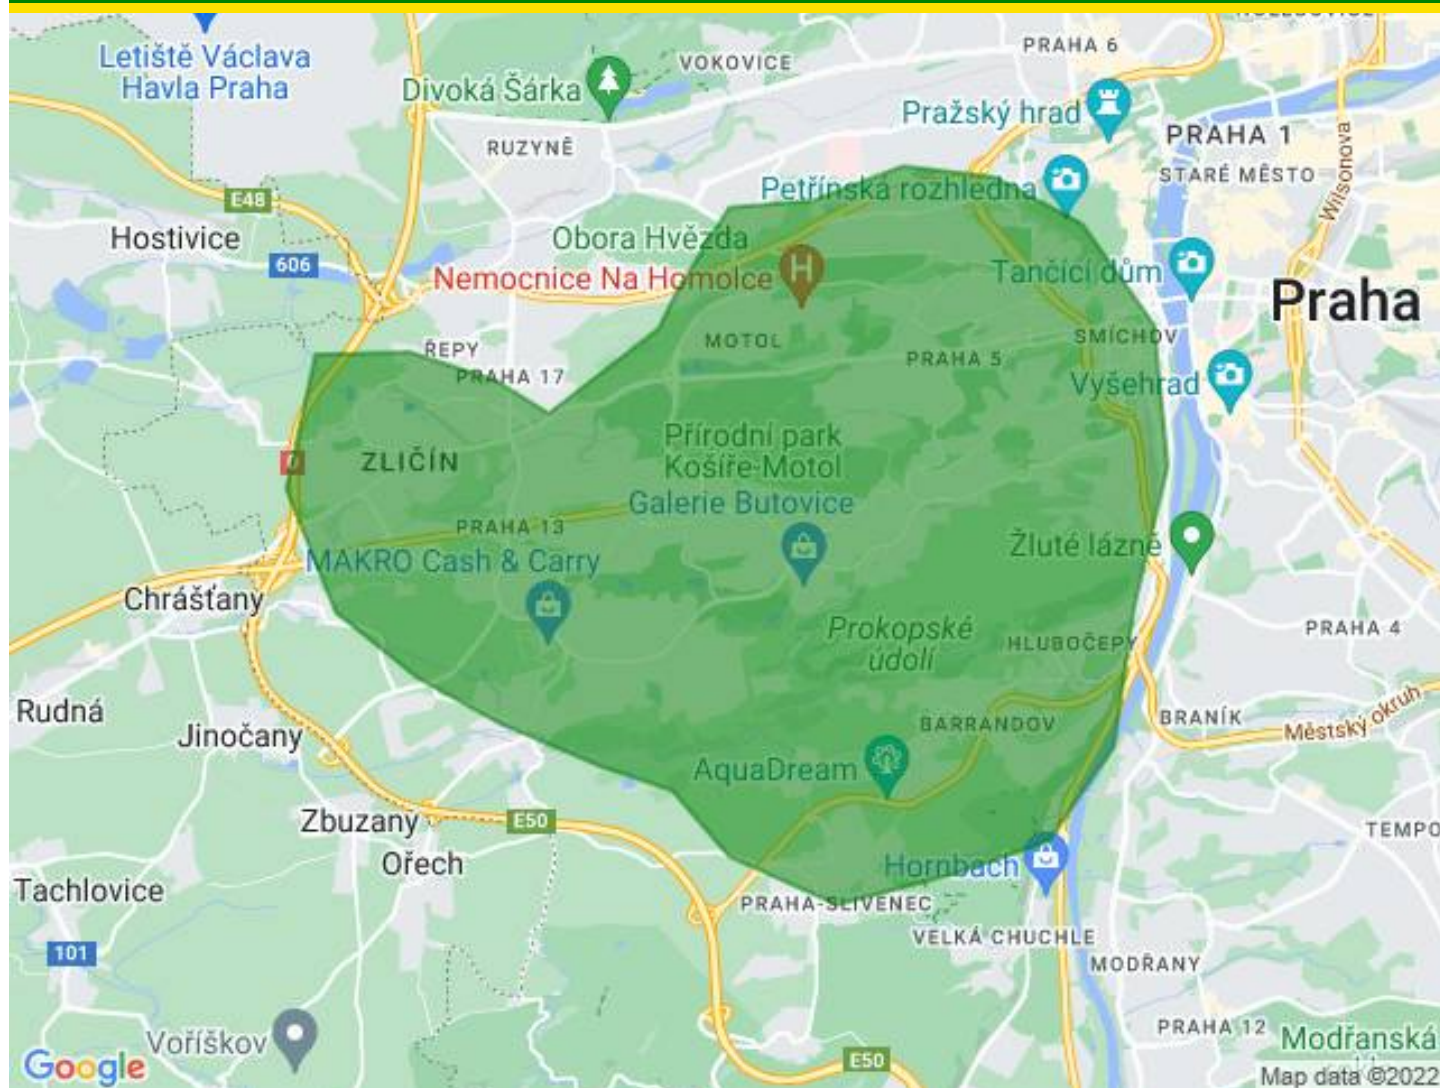 Letiště Václava
Havla Praha
Divoká Šárka
VOKOVICE
PRAHA 6
Pražský hrad
PRAHA 1
RUZYNĚ
STARÉ MĚSTO
Wilsonova
Petřínská rozhledna
E48
Hostivice
606
Obora Hvězda
Nemocnice Na Homolce
H
Tančící dům
Praha
ŘEPY
MOTOL
SMÍCHOV
PRAHA 17
PRAHA 5
Vyšehrad
ZLIČÍN
Přírodní park
Košíře-Motol
Galerie Butovice
PRAHA 13
MAKRO Cash & Carry
Žluté lázně
Chrášťany
Prokopské
údolí
HLUBOČEPY
PRAHA 4
Rudná
Jinočany
BARRANDOV
BRANÍK
Městský okruh
AquaDream
Zbuzany
E50
Ořech
TEMPO
Hornbach
Tachlovice
PRAHA-SLIVENEC
VELKÁ CHUCHLE
101
MODŘANY
Voříškov
PRAHA 12
Modřanská
Google
E50
Map data ©2022